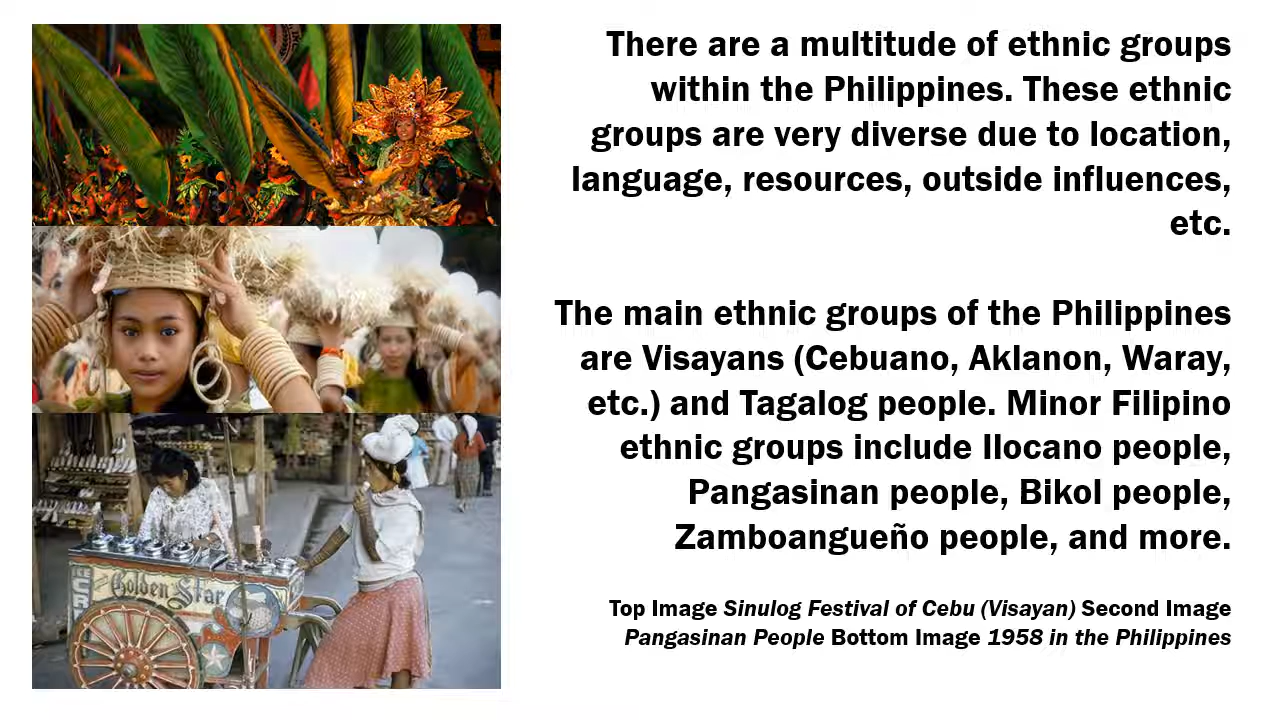 There are a multitude of ethnic groups
within the Philippines. These ethnic
groups are very diverse due to location,
language, resources, outside influences,
etc.
The main ethnic groups of the Philippines
are Visayans (Cebuano, Aklanon, Waray,
etc.) and Tagalog people. Minor Filipino
ethnic groups include Ilocano people,
Pangasinan people, Bikol people,
Zamboangueño people, and more.
Top Image Sinulog Festival of Cebu (Visayan) Second Image
Pangasinan People Bottom Image 1958 in the Philippines
Golden Star